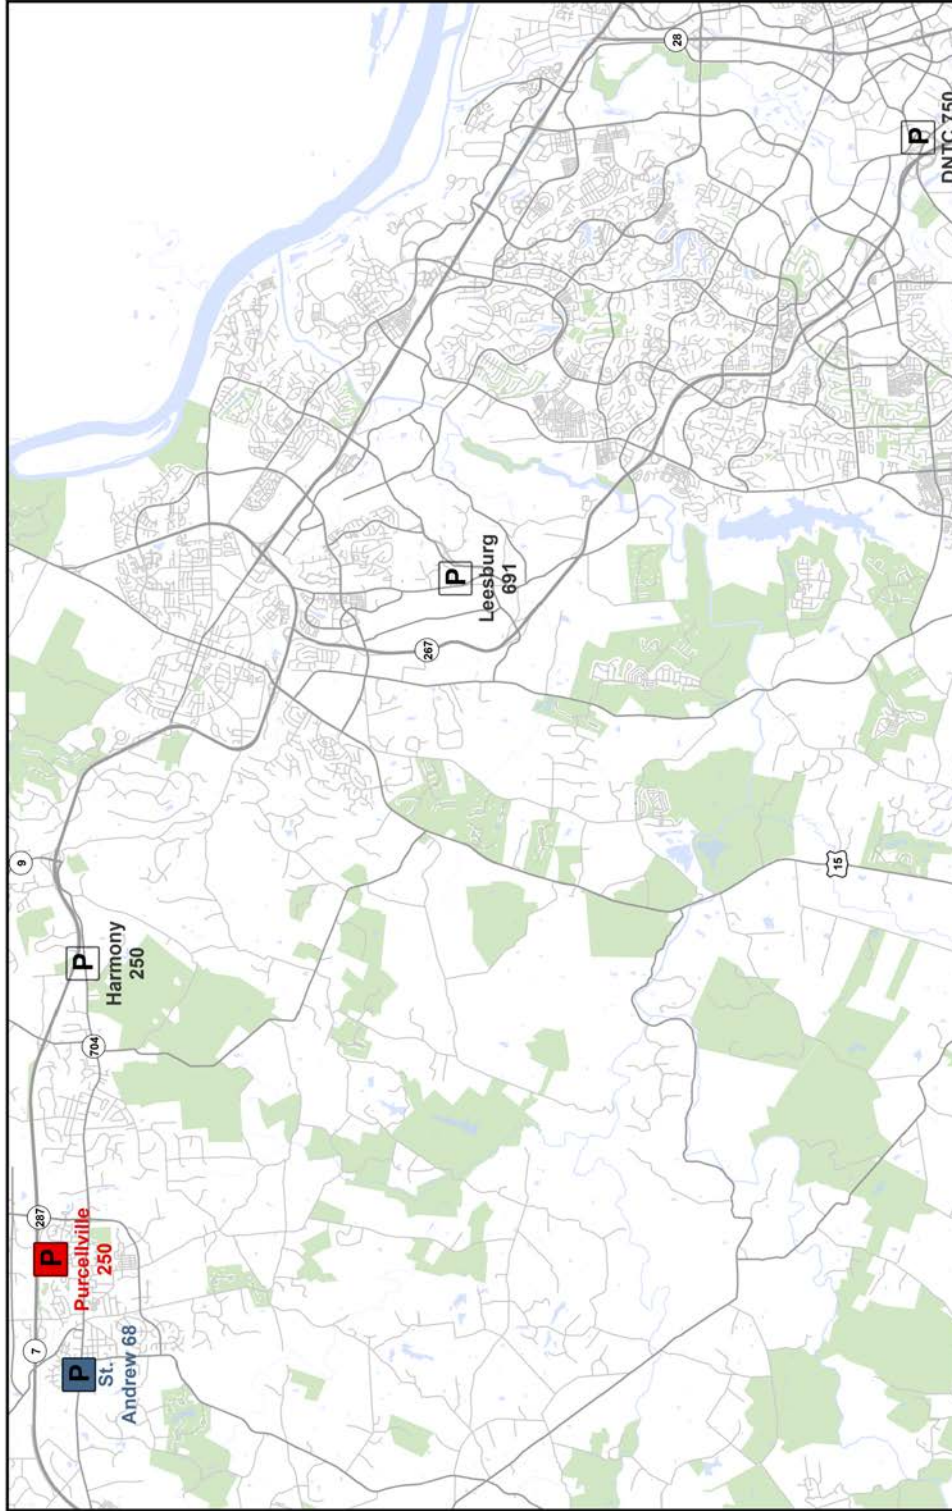 7
P
St.
Andrew 68
287
P
Purcellville
250
704
P
Harmony
250
9
15
267
P
Leesburg
691
P
DNTC 750
28